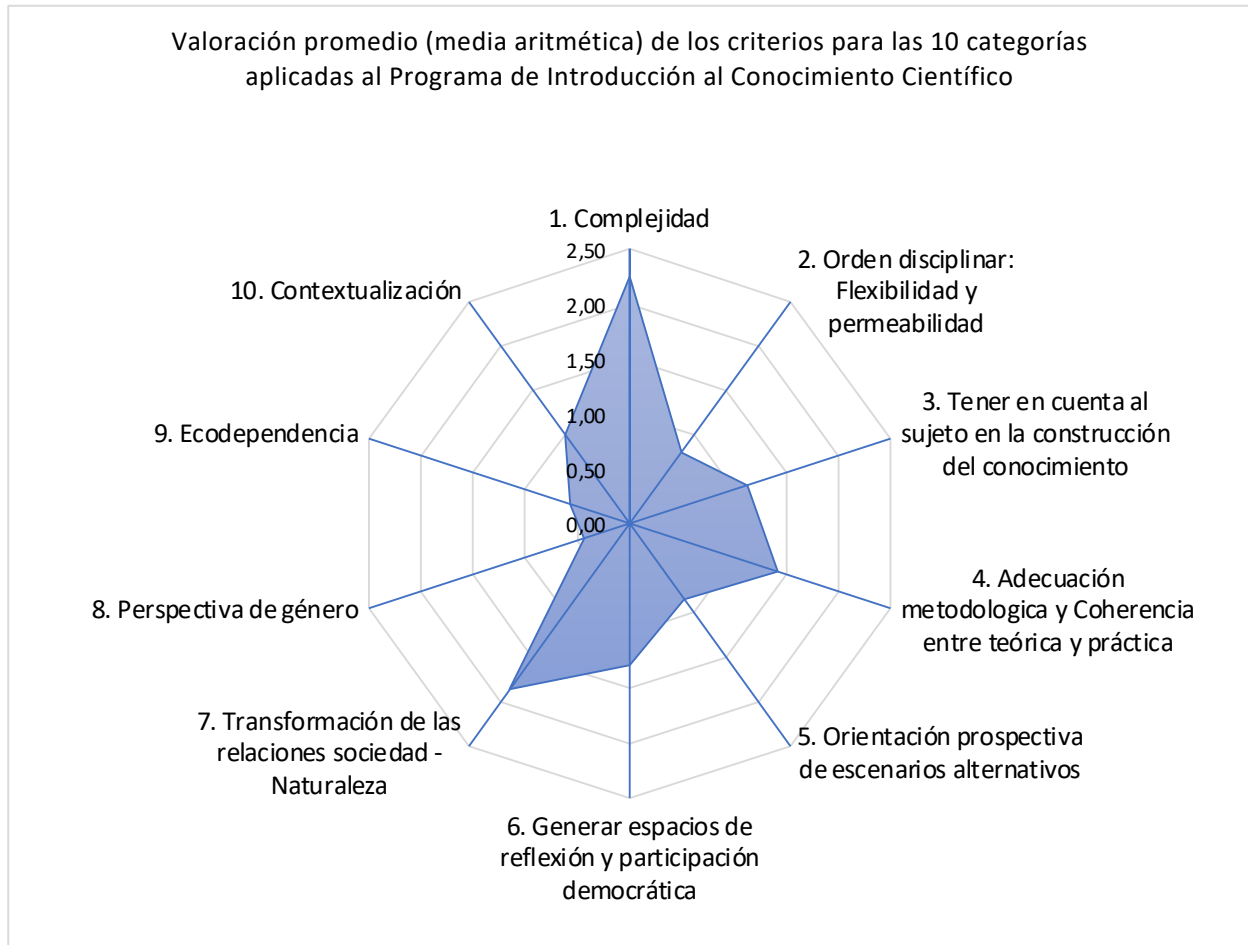 Valoración promedio (media aritmética) de los criterios para las 10 categorías
aplicadas al Programa de Introducción al Conocimiento Científico
1. Complejidad
2. Orden disciplinar:
Flexibilidad y
permeabilidad
3. Tener en cuenta al
sujeto en la construcción
del conocimiento
4. Adecuación
metodologica y Coherencia
entre teórica y práctica
5. Orientación prospectiva
de escenarios alternativos
6. Generar espacios de
reflexión y participación
democrática
7. Transformación de las
relaciones sociedad -
Naturaleza
8. Perspectiva de género
9. Ecodependencia
10. Contextualización
2,50
2,00
1,50
1,00
0,50
0,00